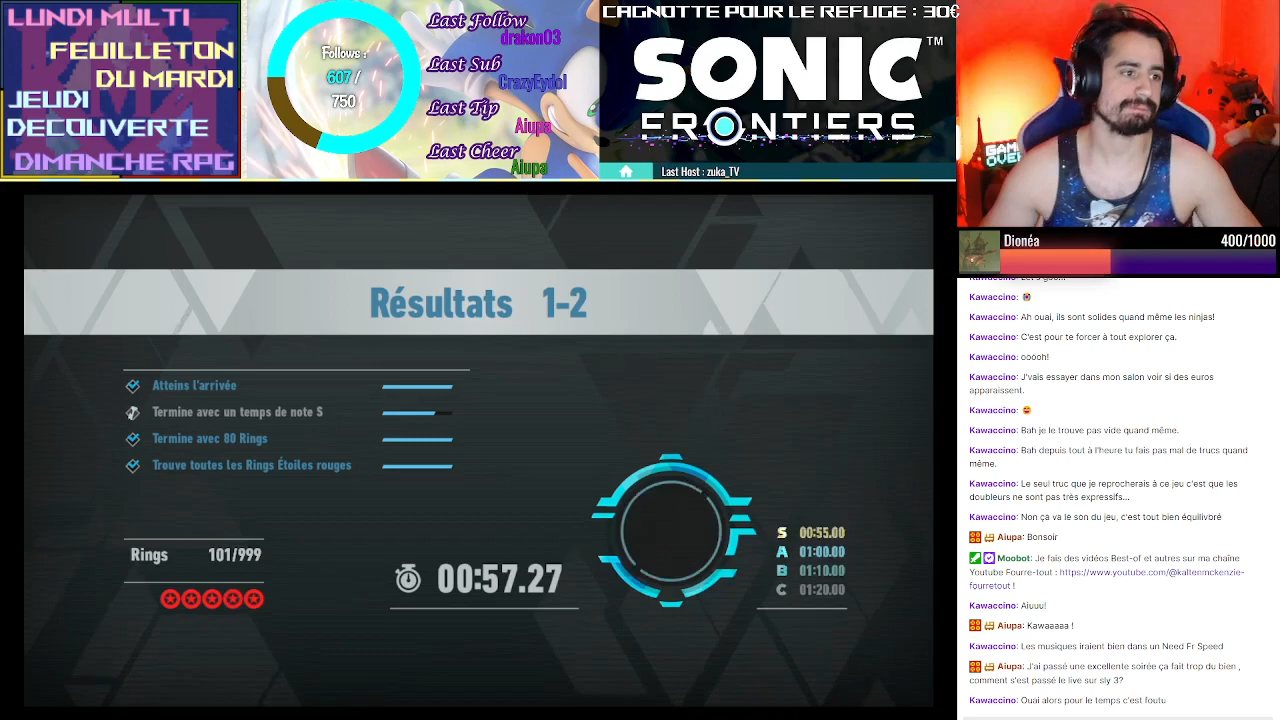 LUNDI MULTI
FEUILLETON
DU MARDI
JEUDI
DECOUVERTE
DIMANCHE RPG
Follows :
607 /
750
Last Follow
drakon03
Last Sub
CrazyEydol
Last Tip
Aiupa
Last Cheer
Aiupa
CAGNOTTE POUR LE REFUGE : 30€
SONIC™
FRONTIERS
Last Host : zuka_TV
GAME
OVER
Dionéa 400/1000
Résultats 1-2
Atteins l'arrivée
Termine avec un temps de note S
Termine avec 80 Rings
Trouve toutes les Rings Étoiles rouges
Rings 101/999
00:57.27
S 00:55.00
A 01:00.00
B 01:10.00
C 01:20.00
Kawaccino:
Kawaccino: Ah ouai, ils sont solides quand même les ninjas!
Kawaccino: C'est pour te forcer à tout explorer ça.
Kawaccino: ooooh!
Kawaccino: J'vais essayer dans mon salon voir si des euros
apparaissent.
Kawaccino:
Kawaccino: Bah je le trouve pas vide quand même.
Kawaccino: Bah depuis tout à l'heure tu fais pas mal de trucs quand
même.
Kawaccino: Le seul truc que je reprocherais à ce jeu c'est que les
doubleurs ne sont pas très expressifs...
Kawaccino: Non ça va le son du jeu, c'est tout bien équilivbré
Aiupa: Bonsoir
Moobot: Je fais des vidéos Best-of et autres sur ma chaîne
Youtube Fourre-tout : https://www.youtube.com/@kaltenmckenzie-
fourretout !
Kawaccino: Aiuuu!
Aiupa: Kawaaaaa !
Kawaccino: Les musiques iraient bien dans un Need Fr Speed
Aiupa: J'ai passé une excellente soirée ça fait trop du bien ,
comment s'est passé le live sur sly 3?
Kawaccino: Ouai alors pour le temps c'est foutu